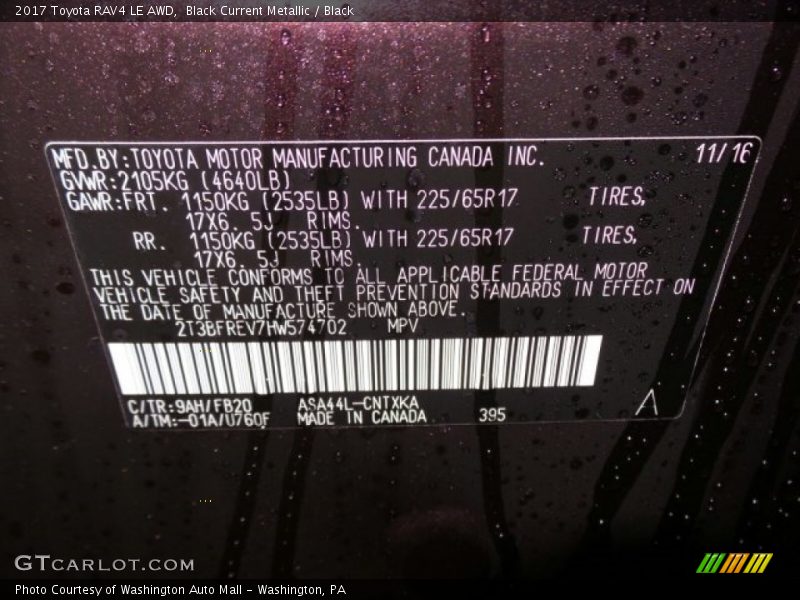 2017 Toyota RAV4 LE AWD, Black Current Metallic / Black
MFD.BY:TOYOTA MOTOR MANUFACTURING CANADA INC. 11/16
GVWR:2105KG (4640LB)
GAWR:FRT. 1150KG (2535LB) WITH 225/65R17 TIRES,
17X6. 5J RIMS.
RR. 1150KG (2535LB) WITH 225/65R17 TIRES,
17X6. 5J RIMS.
THIS VEHICLE CONFORMS TO ALL APPLICABLE FEDERAL MOTOR
VEHICLE SAFETY AND THEFT PREVENTION STANDARDS IN EFFECT ON
THE DATE OF MANUFACTURE SHOWN ABOVE.
2T3BFREV7HW574702 MPV
C/TR:9AH/FB20 ASA44L-CNTXKA
A/TM:-01A/U760F MADE IN CANADA 395 A
GTCARLOT.COM
Photo Courtesy of Washington Auto Mall - Washington, PA